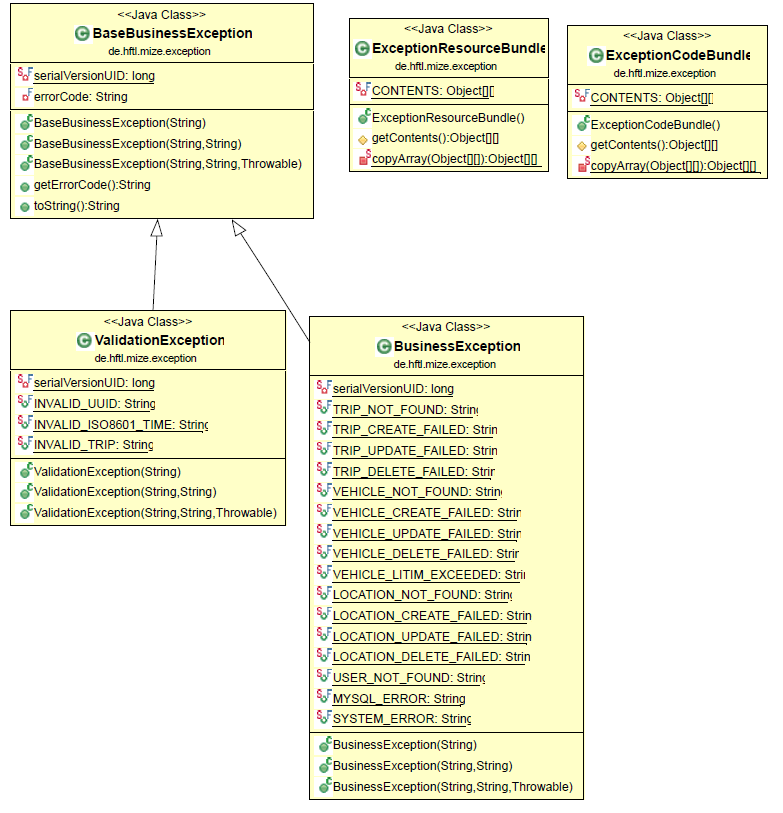 <<Java Class>>
BaseBusinessException
de.hftl.mize.exception
serialVersionUID: long
errorCode: String
BaseBusinessException(String)
BaseBusinessException(String,String)
BaseBusinessException(String,String,Throwable)
getErrorCode():String
toString():String
<<Java Class>>
ExceptionResourceBundle
de.hftl.mize.exception
CONTENTS: Object[][]
ExceptionResourceBundle()
getContents():Object[][]
copyArray(Object[][]):Object[][]
<<Java Class>>
ExceptionCodeBundle
de.hftl.mize.exception
CONTENTS: Object[][]
ExceptionCodeBundle()
getContents():Object[][]
copyArray(Object[][]):Object[][]
<<Java Class>>
ValidationException
de.hftl.mize.exception
serialVersionUID: long
INVALID_UUID: String
INVALID_ISO8601_TIME: String
INVALID_TRIP: String
ValidationException(String)
ValidationException(String,String)
ValidationException(String,String,Throwable)
<<Java Class>>
BusinessException
de.hftl.mize.exception
serialVersionUID: long
TRIP_NOT_FOUND: String
TRIP_CREATE_FAILED: Strin
TRIP_UPDATE_FAILED: Strin
TRIP_DELETE_FAILED: Strin
VEHICLE_NOT_FOUND: String
VEHICLE_CREATE_FAILED: Strin
VEHICLE_UPDATE_FAILED: Strin
VEHICLE_DELETE_FAILED: Strin
VEHICLE_LITIM_EXCEEDED: Strin
LOCATION_NOT_FOUND: String
LOCATION_CREATE_FAILED: Strin
LOCATION_UPDATE_FAILED: Strin
LOCATION_DELETE_FAILED: Strin
USER_NOT_FOUND: String
MYSQL_ERROR: String
SYSTEM_ERROR: String
BusinessException(String)
BusinessException(String,String)
BusinessException(String,String,Throwable)